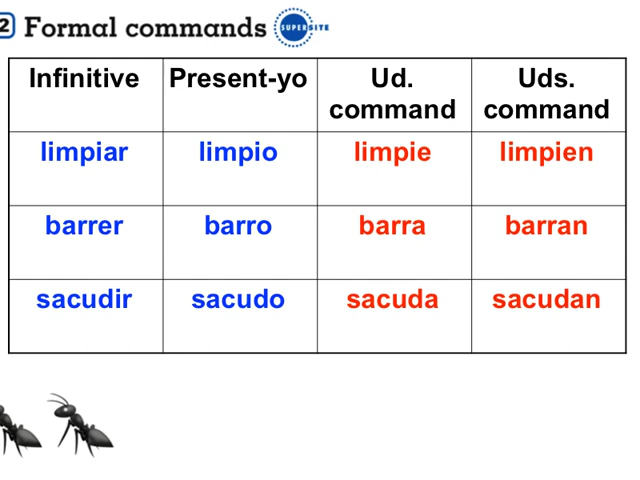 2 Formal commands SUPERSITE
Infinitive Present-yo Ud. command Uds. command
limpiar limpio limpie limpien
barrer barro barra barran
sacudir sacudo sacuda sacudan